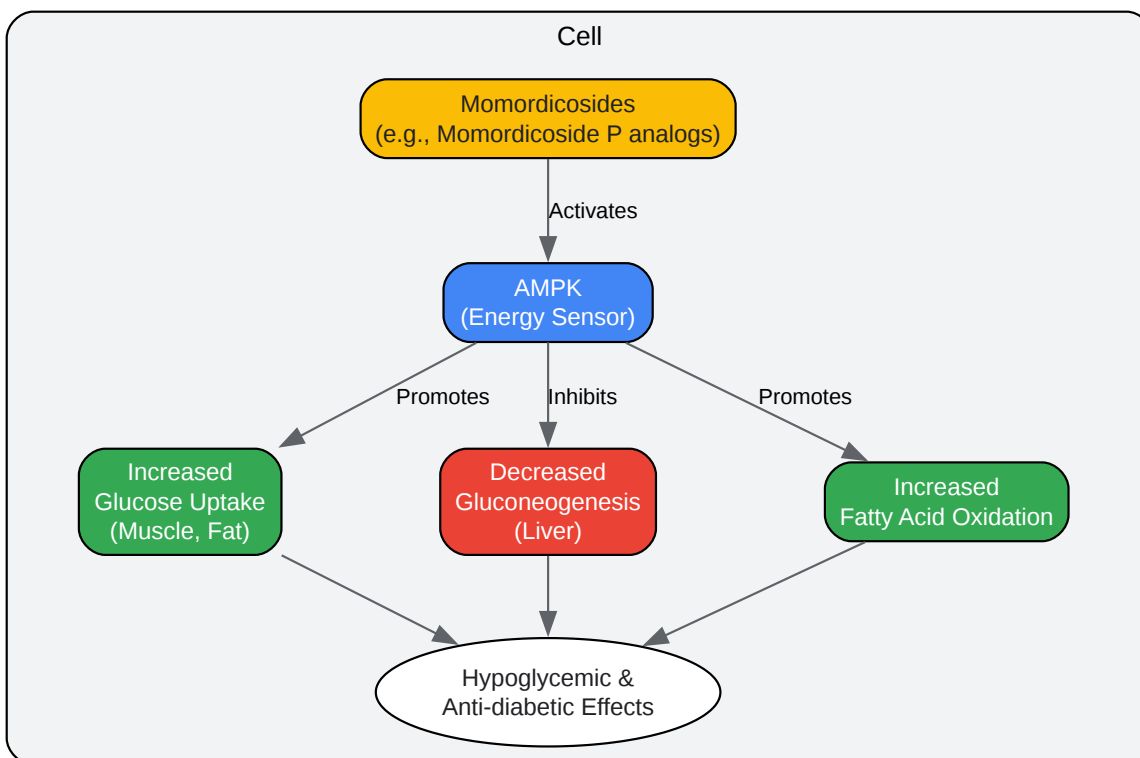 Cell
Momordicosides
(e.g., Momordicoside P analogs)
Activates
AMPK
(Energy Sensor)
Promotes
Inhibits
Promotes
Increased
Glucose Uptake
(Muscle, Fat)
Decreased
Gluconeogenesis
(Liver)
Increased
Fatty Acid Oxidation
Hypoglycemic &
Anti-diabetic Effects